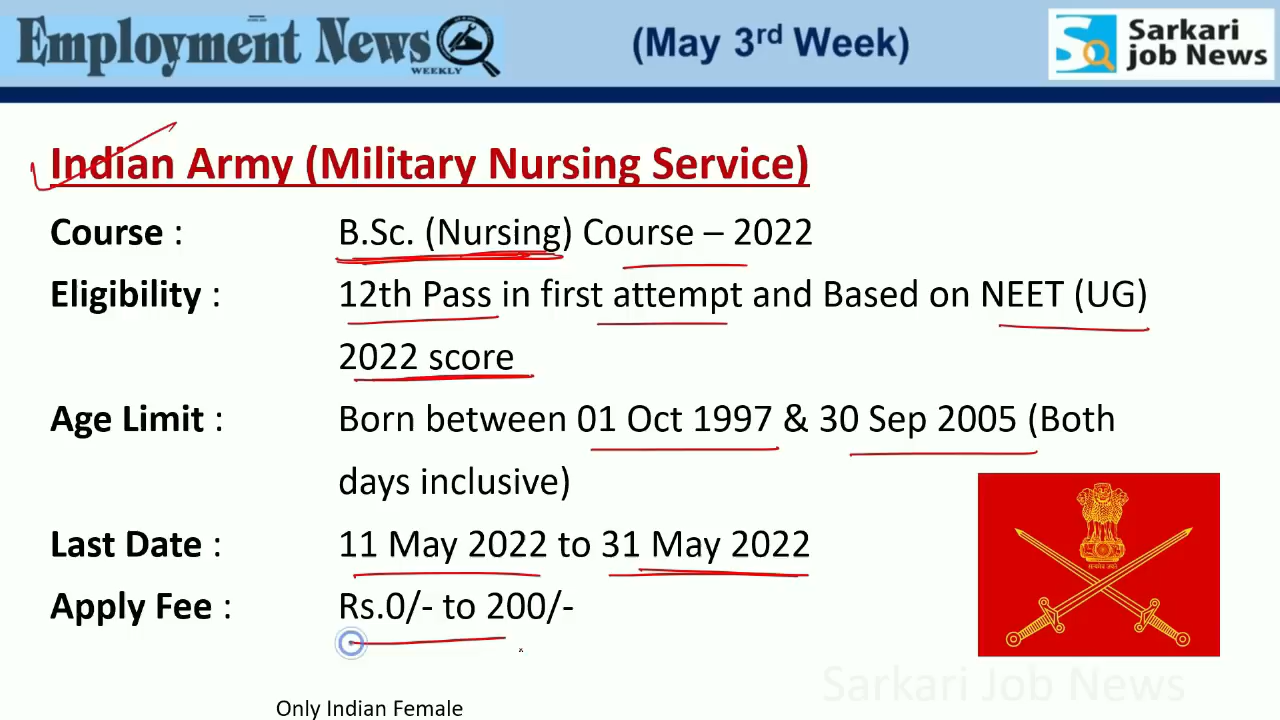 Employment News
WEEKLY
(May 3rd Week)
Sarkari
job News
Indian Army (Military Nursing Service)
Course : B.Sc. (Nursing) Course – 2022
Eligibility : 12th Pass in first attempt and Based on NEET (UG)
2022 score
Age Limit : Born between 01 Oct 1997 & 30 Sep 2005 (Both
days inclusive)
Last Date : 11 May 2022 to 31 May 2022
Apply Fee : Rs.0/- to 200/-
Sarkari Job News
Only Indian Female